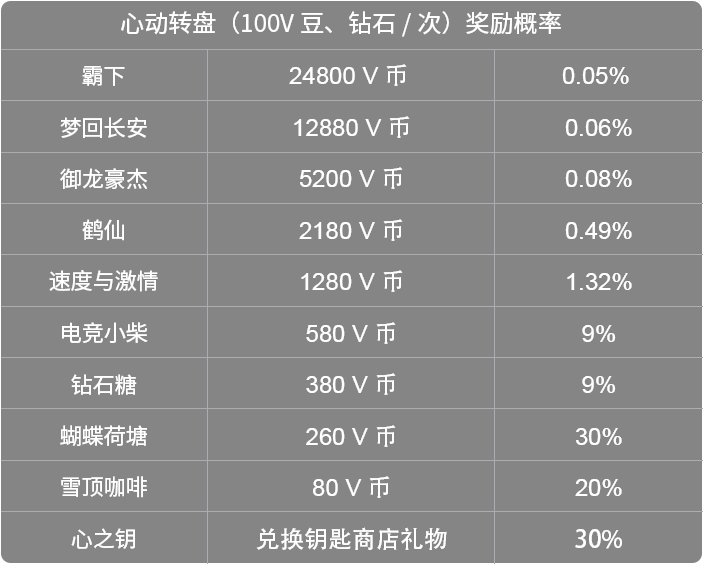 心动转盘（100V 豆、钻石 / 次）奖励概率
霸下 24800 V 币 0.05%
梦回长安 12880 V 币 0.06%
御龙豪杰 5200 V 币 0.08%
鹤仙 2180 V 币 0.49%
速度与激情 1280 V 币 1.32%
电竞小柴 580 V 币 9%
钻石糖 380 V 币 9%
蝴蝶荷塘 260 V 币 30%
雪顶咖啡 80 V 币 20%
心之钥 兑换钥匙商店礼物 30%